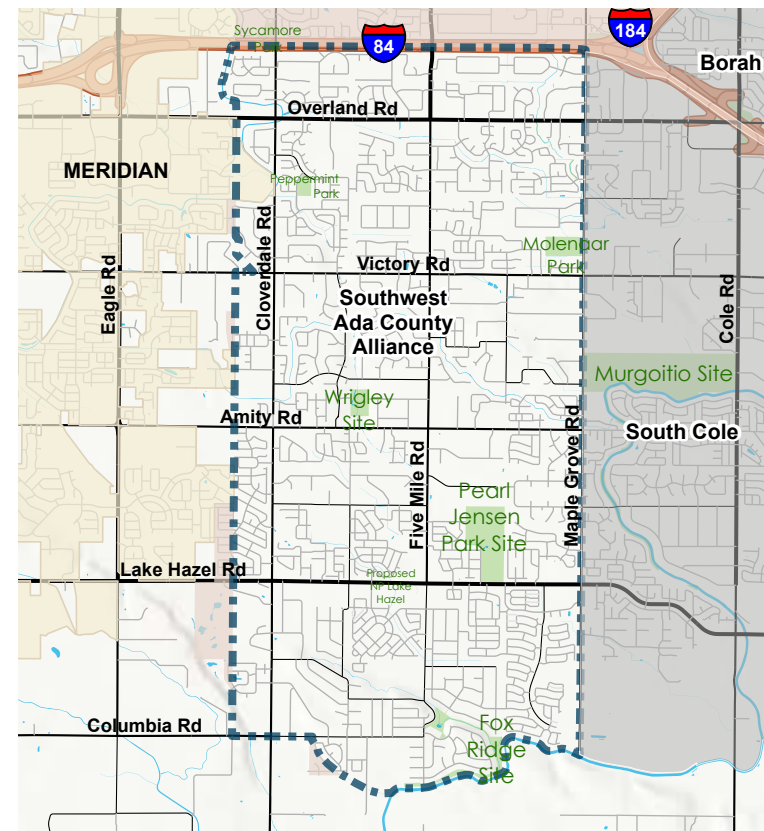 Sycamore
Park
84
184
Borah
Overland Rd
MERIDIAN
Peppermint
Park
Cloverdale Rd
Molenaar
Park
Victory Rd
Eagle Rd
Cole Rd
Southwest
Ada County
Alliance
Murgoitio Site
Wrigley
Site
Amity Rd
South Cole
Five Mile Rd
Maple Grove Rd
Pearl
Jensen
Park Site
Lake Hazel Rd
Proposed
NP Lake
Hazel
Columbia Rd
Fox
Ridge
Site